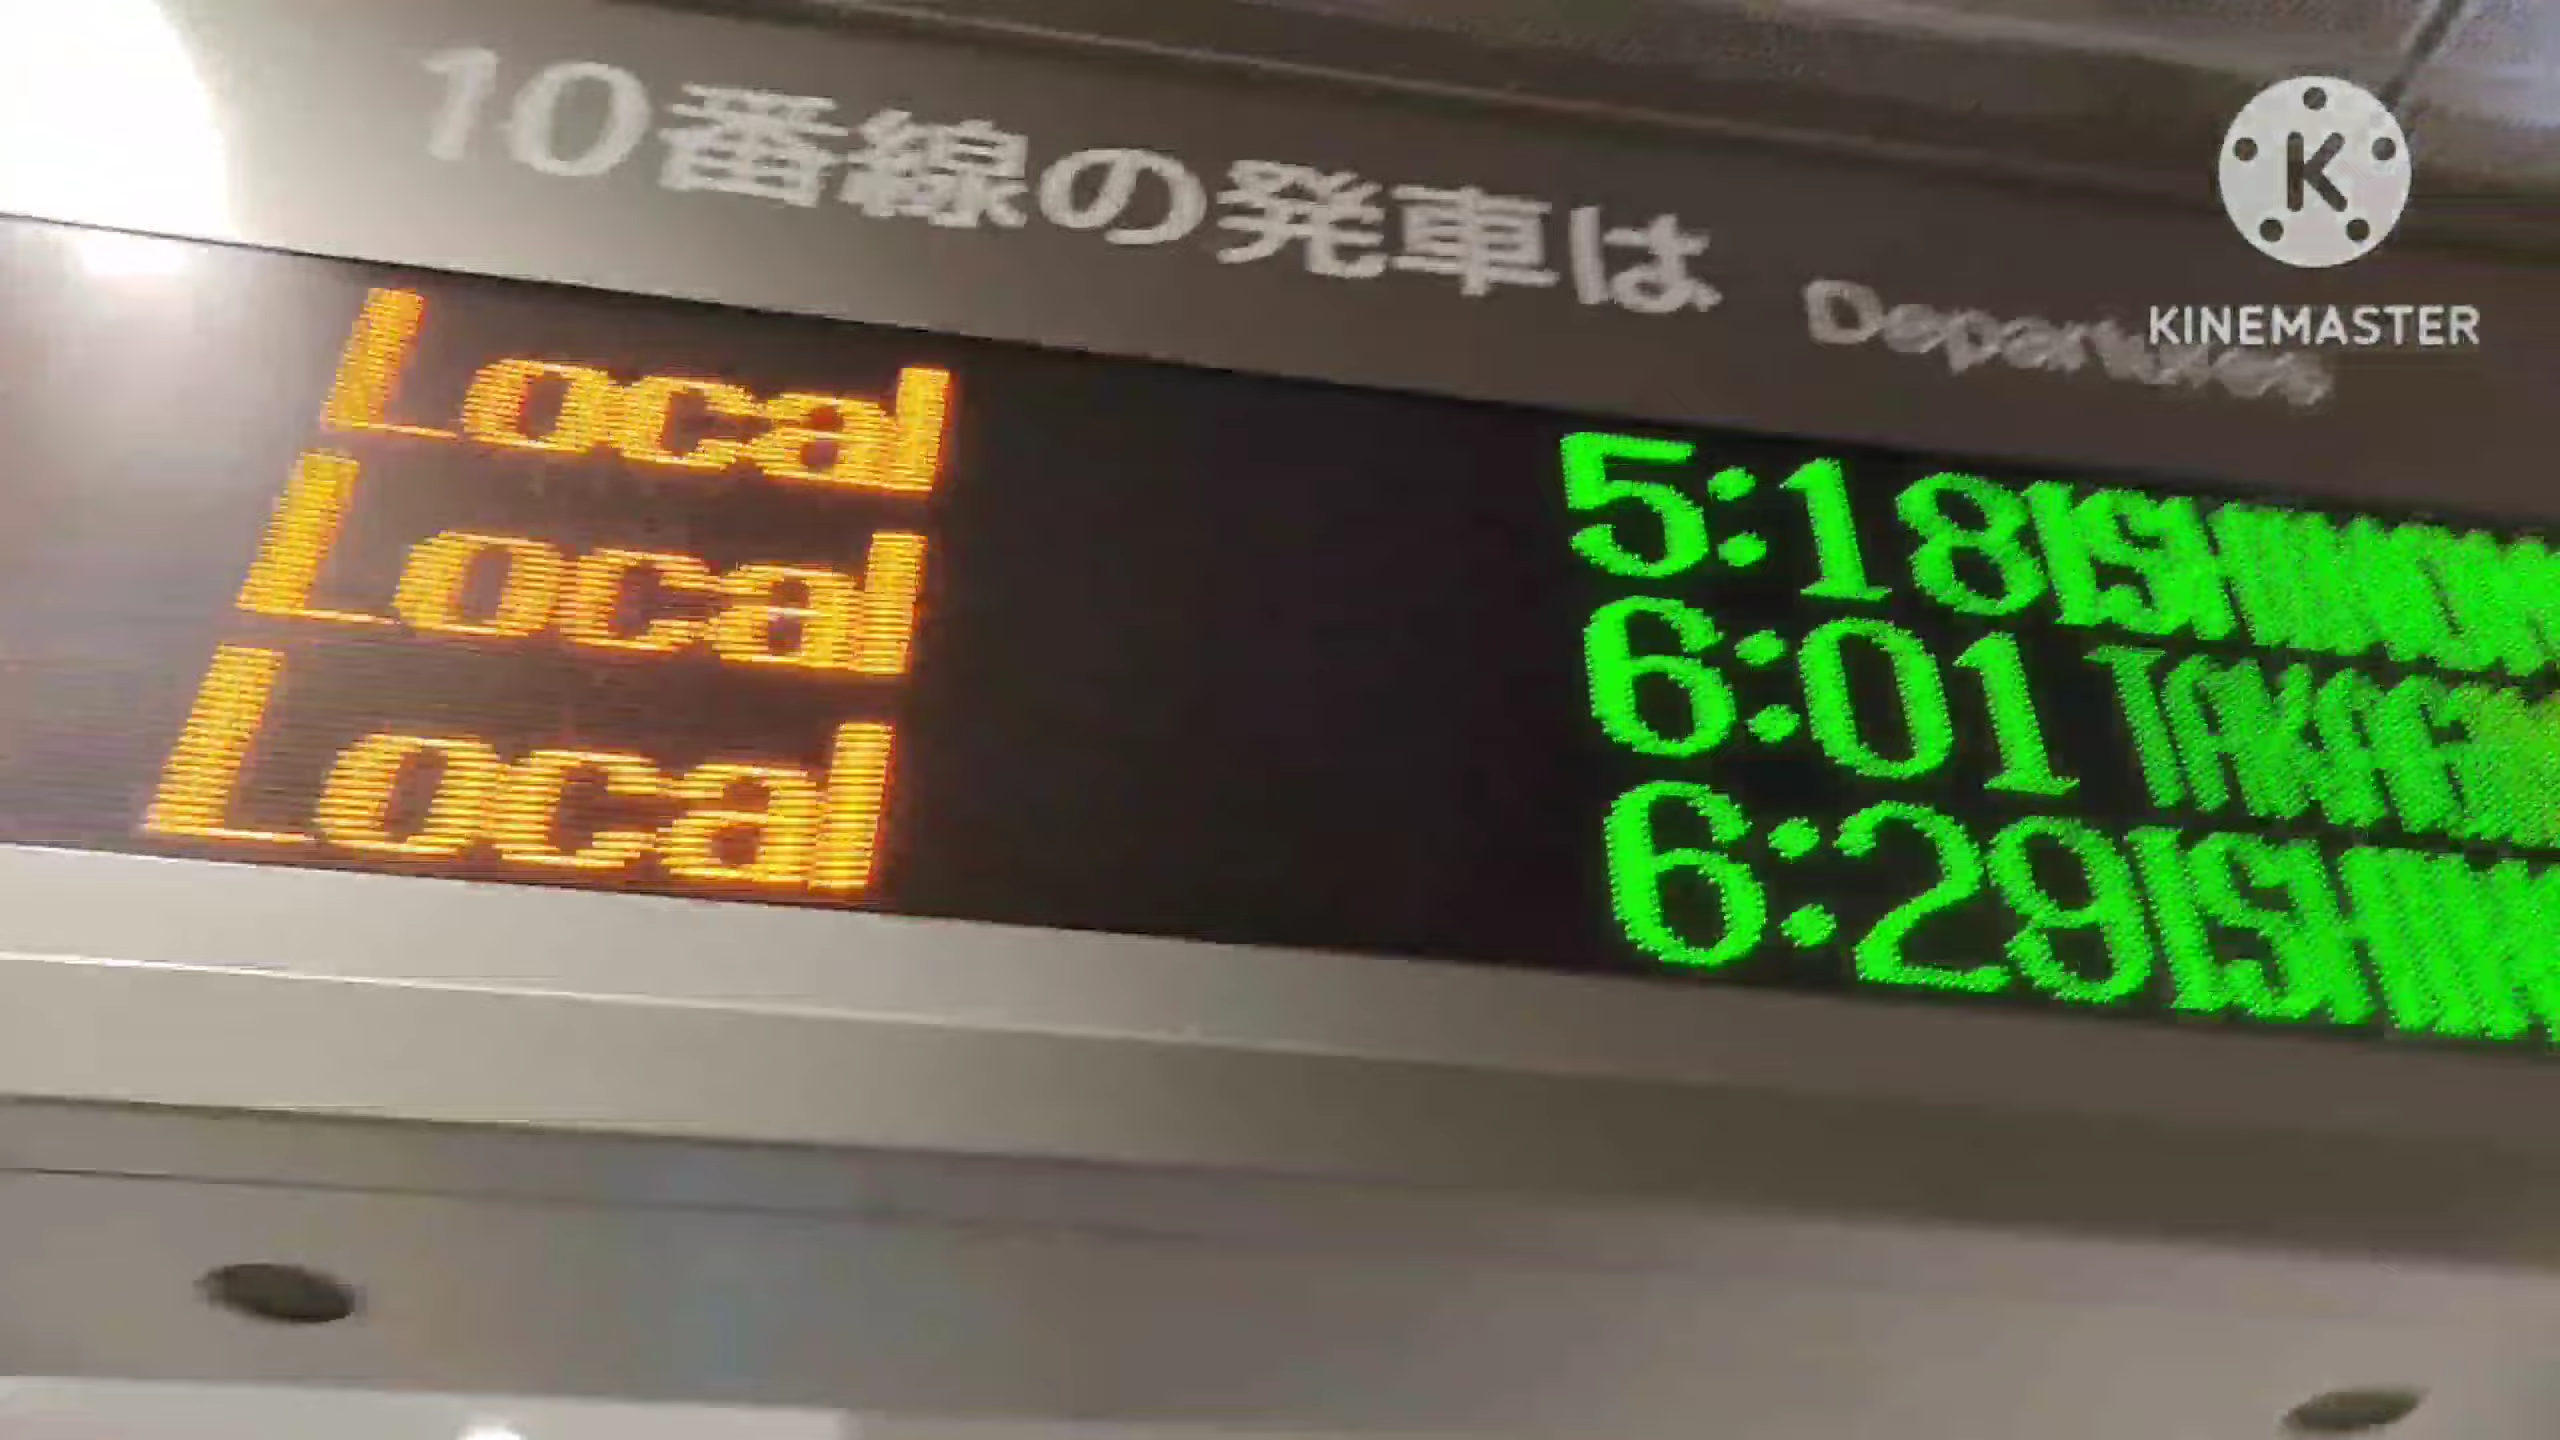 10番線の発車は Departures
K
KINEMASTER
Local 5:18
Local 6:01
Local 6:29